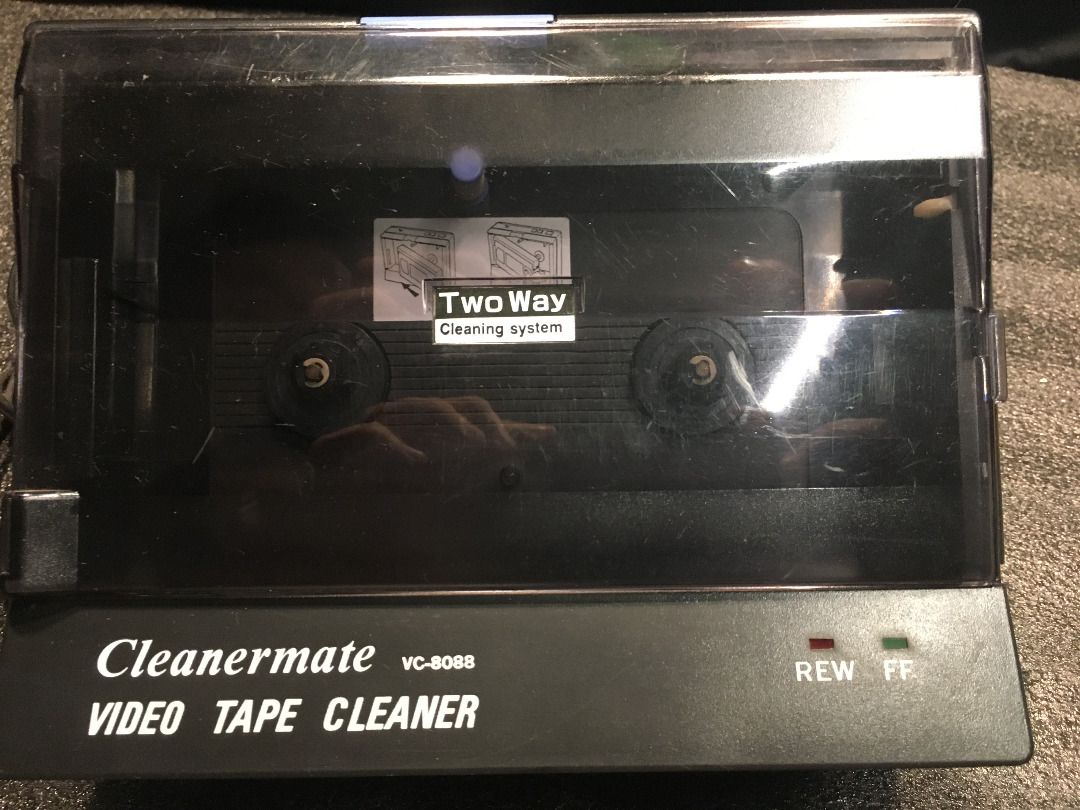 Two Way
Cleaning system
Cleanermate VC-8088
VIDEO TAPE CLEANER
REW FF